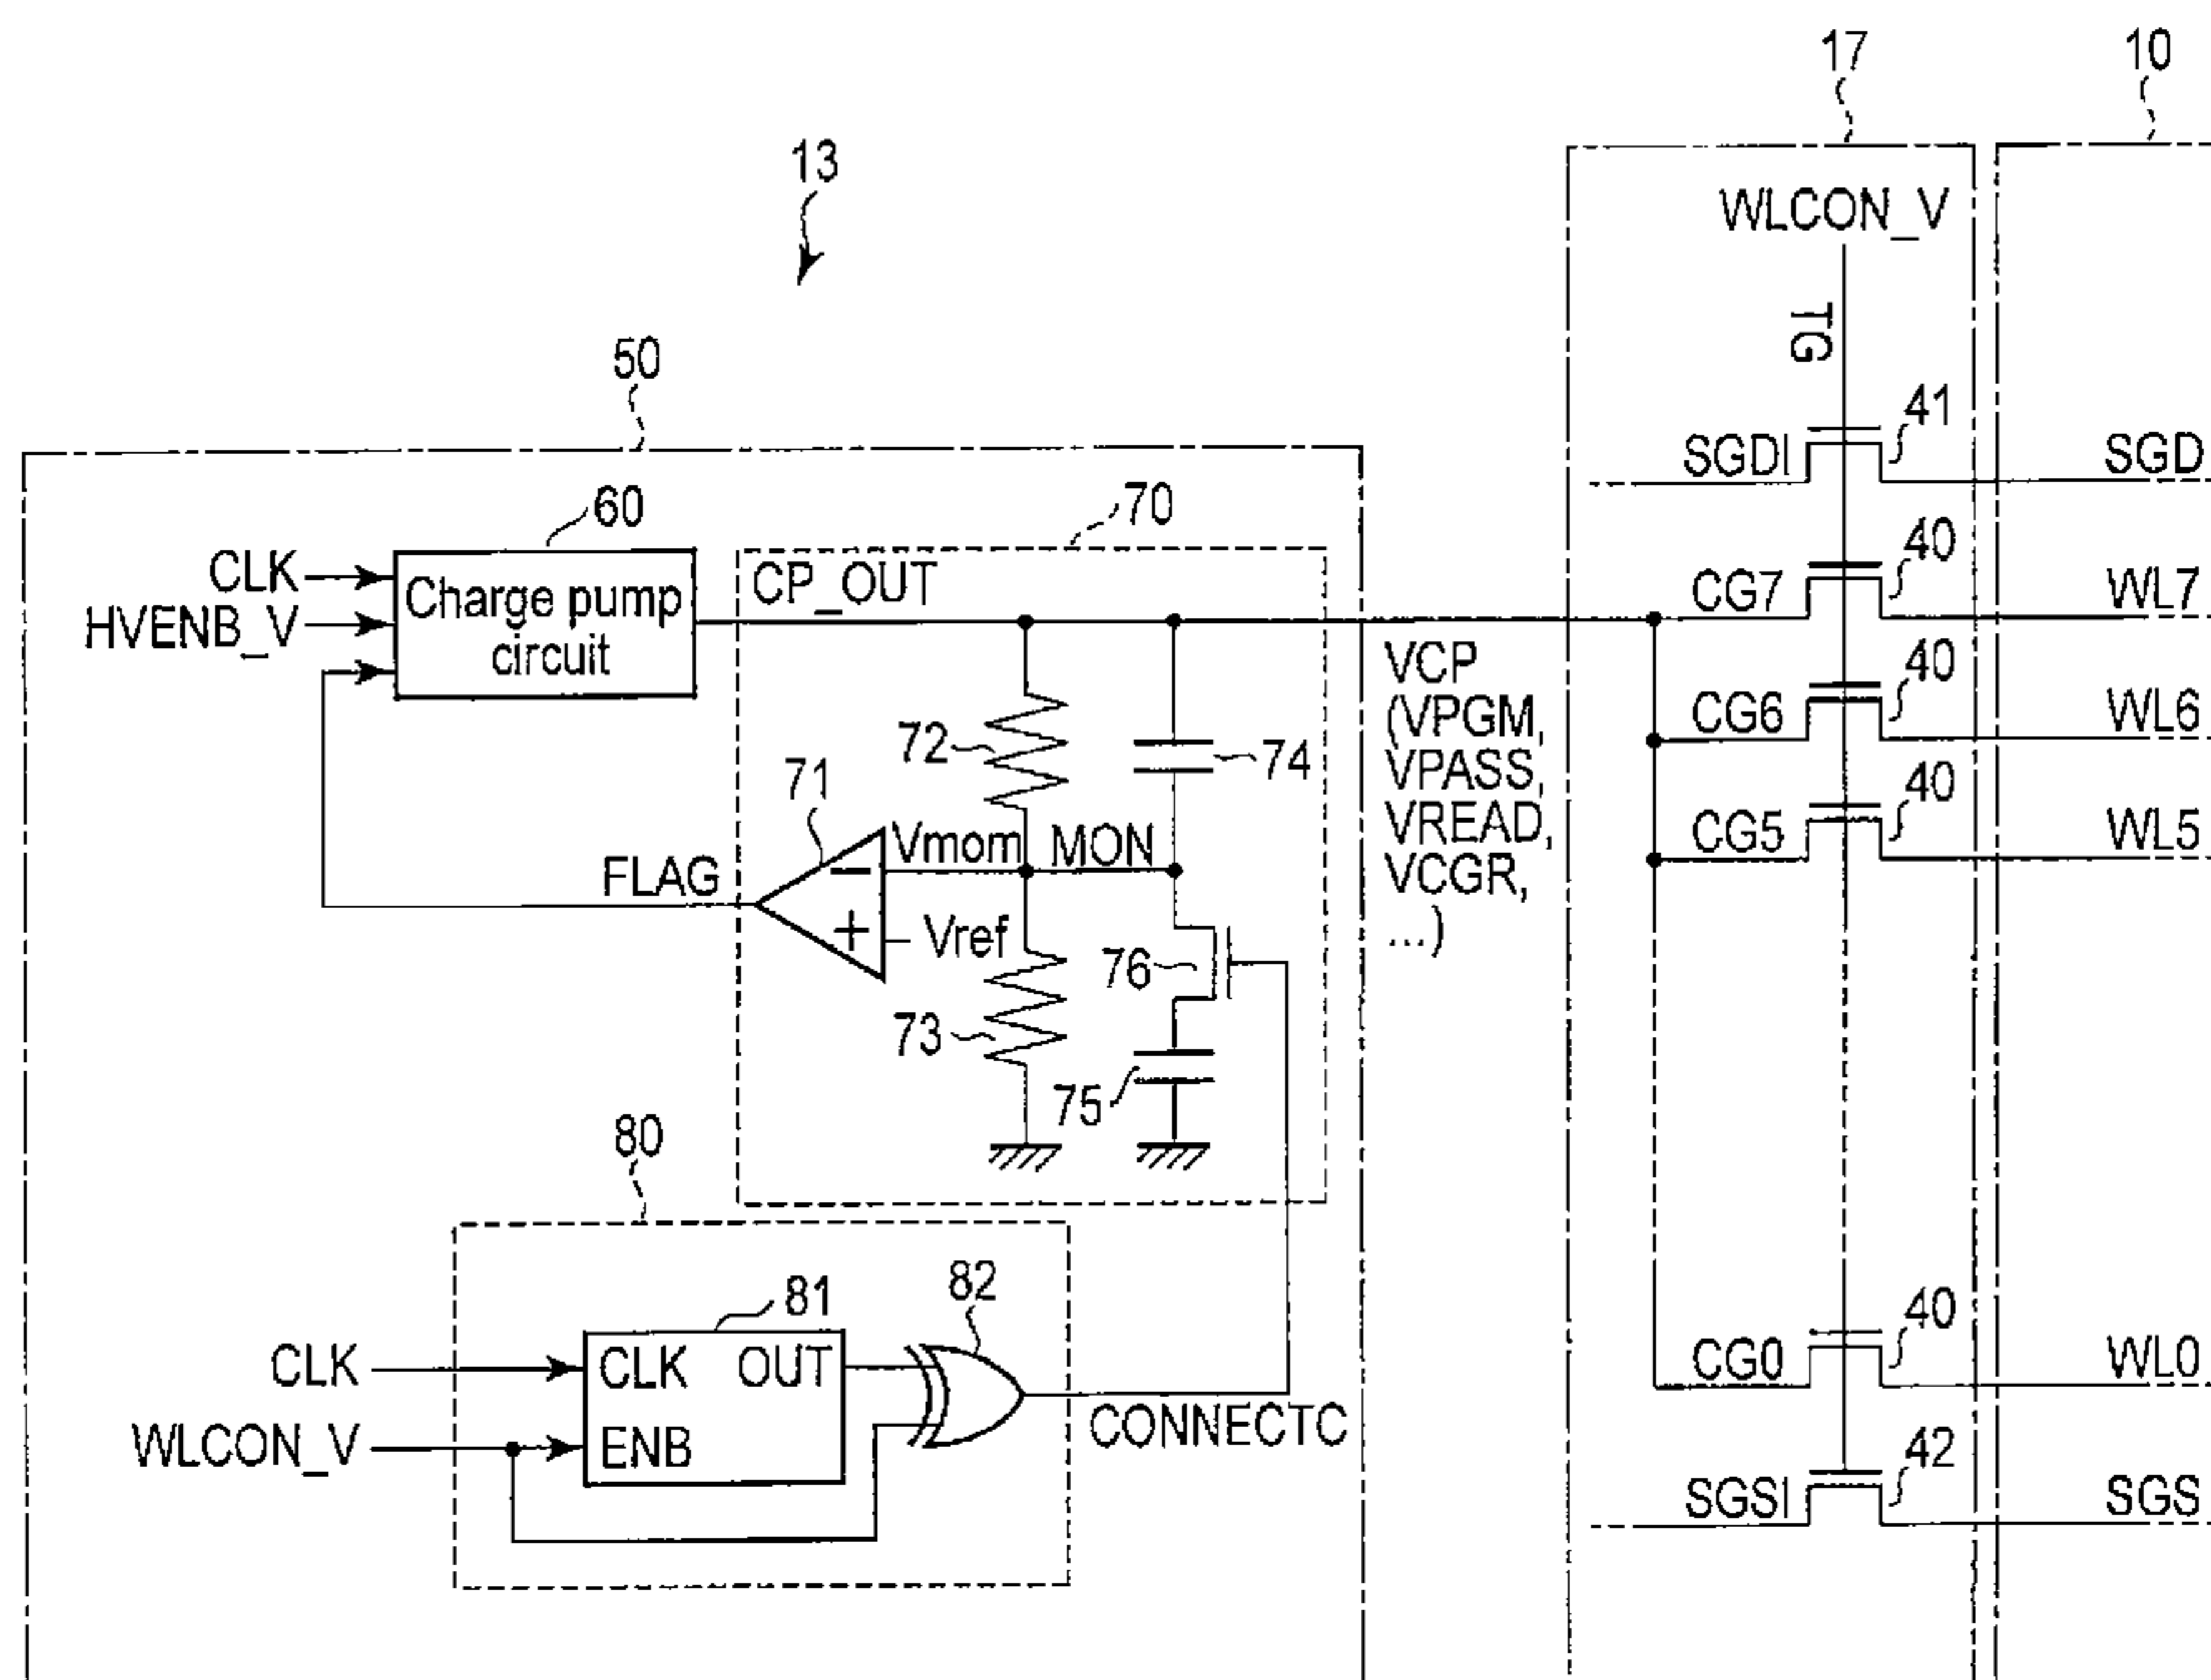 17
10
13
WLCON_V
TG
50
41
SGDI
SGD
60
70
40
CLK
HVENB_V
Charge pump
circuit
CP_OUT
CG7
WL7
VCP
(VPGM,
VPASS,
VREAD,
VCGR,
...)
40
CG6
WL6
72
74
71
40
CG5
WL5
Vmom
MON
FLAG
Vref
76
73
75
80
81
82
CLK
WLCON_V
CLK
OUT
ENB
CONNECTC
40
CG0
WL0
42
SGSI
SGS